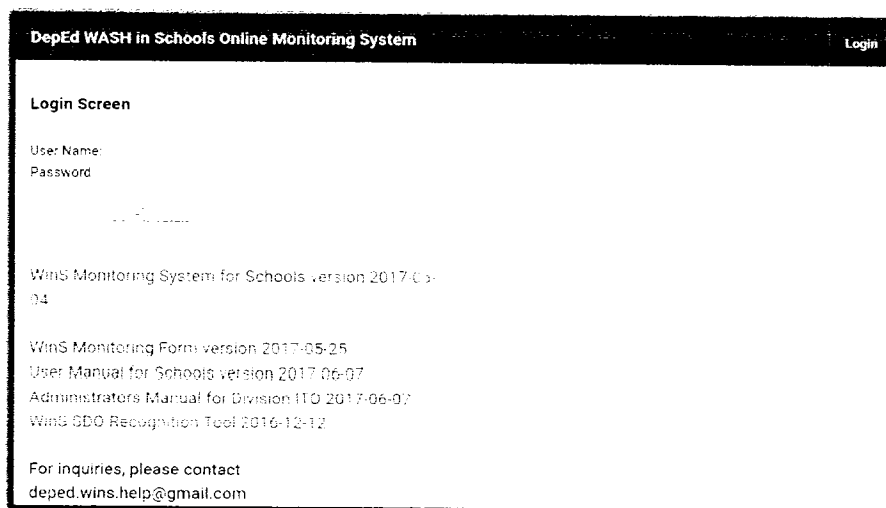 DepEd WASH in Schools Online Monitoring System
Login
Login Screen
User Name:
Password
WinS Monitoring System for Schools version 2017-
04
WinS Monitoring Form version 2017-05-25
User Manual for Schools version 2017-06-07
Administrators Manual for Division ITO 2017-06-07
WinS SDO Recognition Tool 2016-12-12
For inquiries, please contact
deped.wins.help@gmail.com